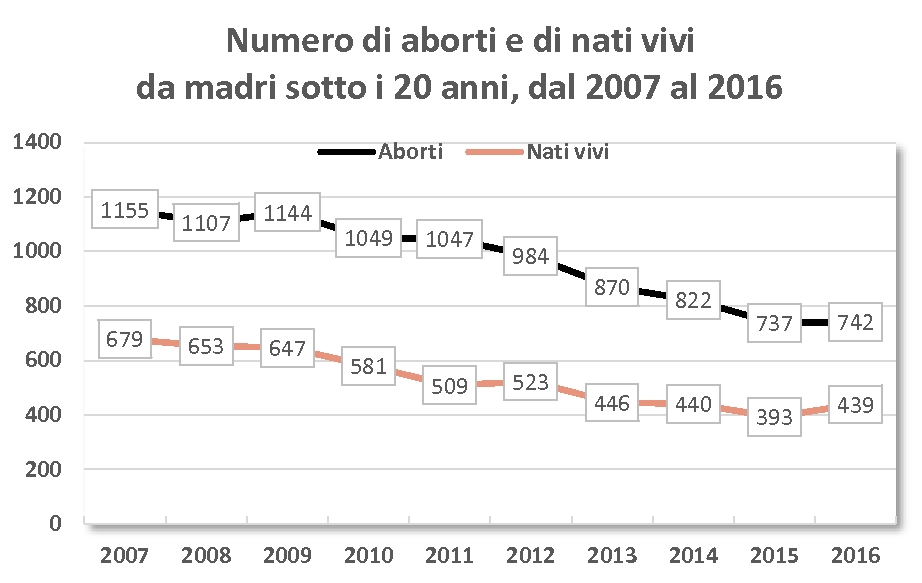 Numero di aborti e di nati vivi
da madri sotto i 20 anni, dal 2007 al 2016
1400
Aborti Nati vivi
1200
1155 1107 1144 1049 1047 984 870 822 737 742
1000
800
679 653 647 581 509 523 446 440 393 439
600
400
200
0
2007 2008 2009 2010 2011 2012 2013 2014 2015 2016